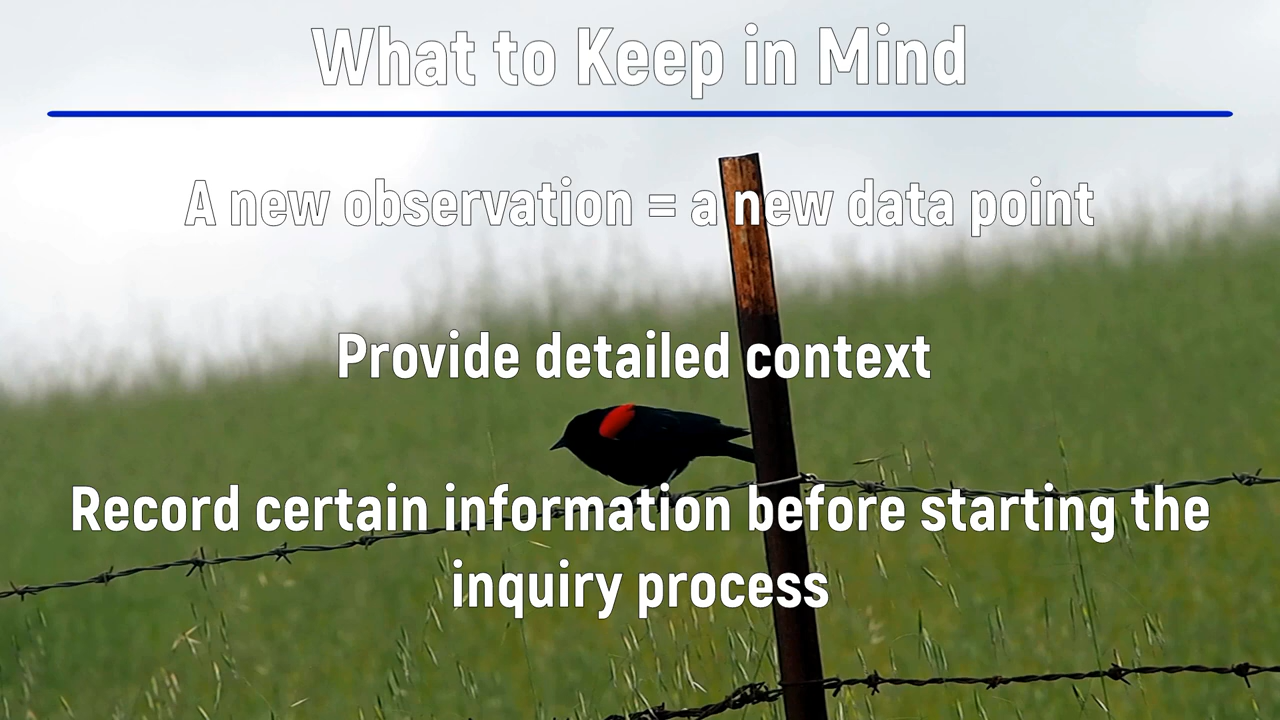 What to Keep in Mind
A new observation = a new data point
Provide detailed context
Record certain information before starting the
inquiry process